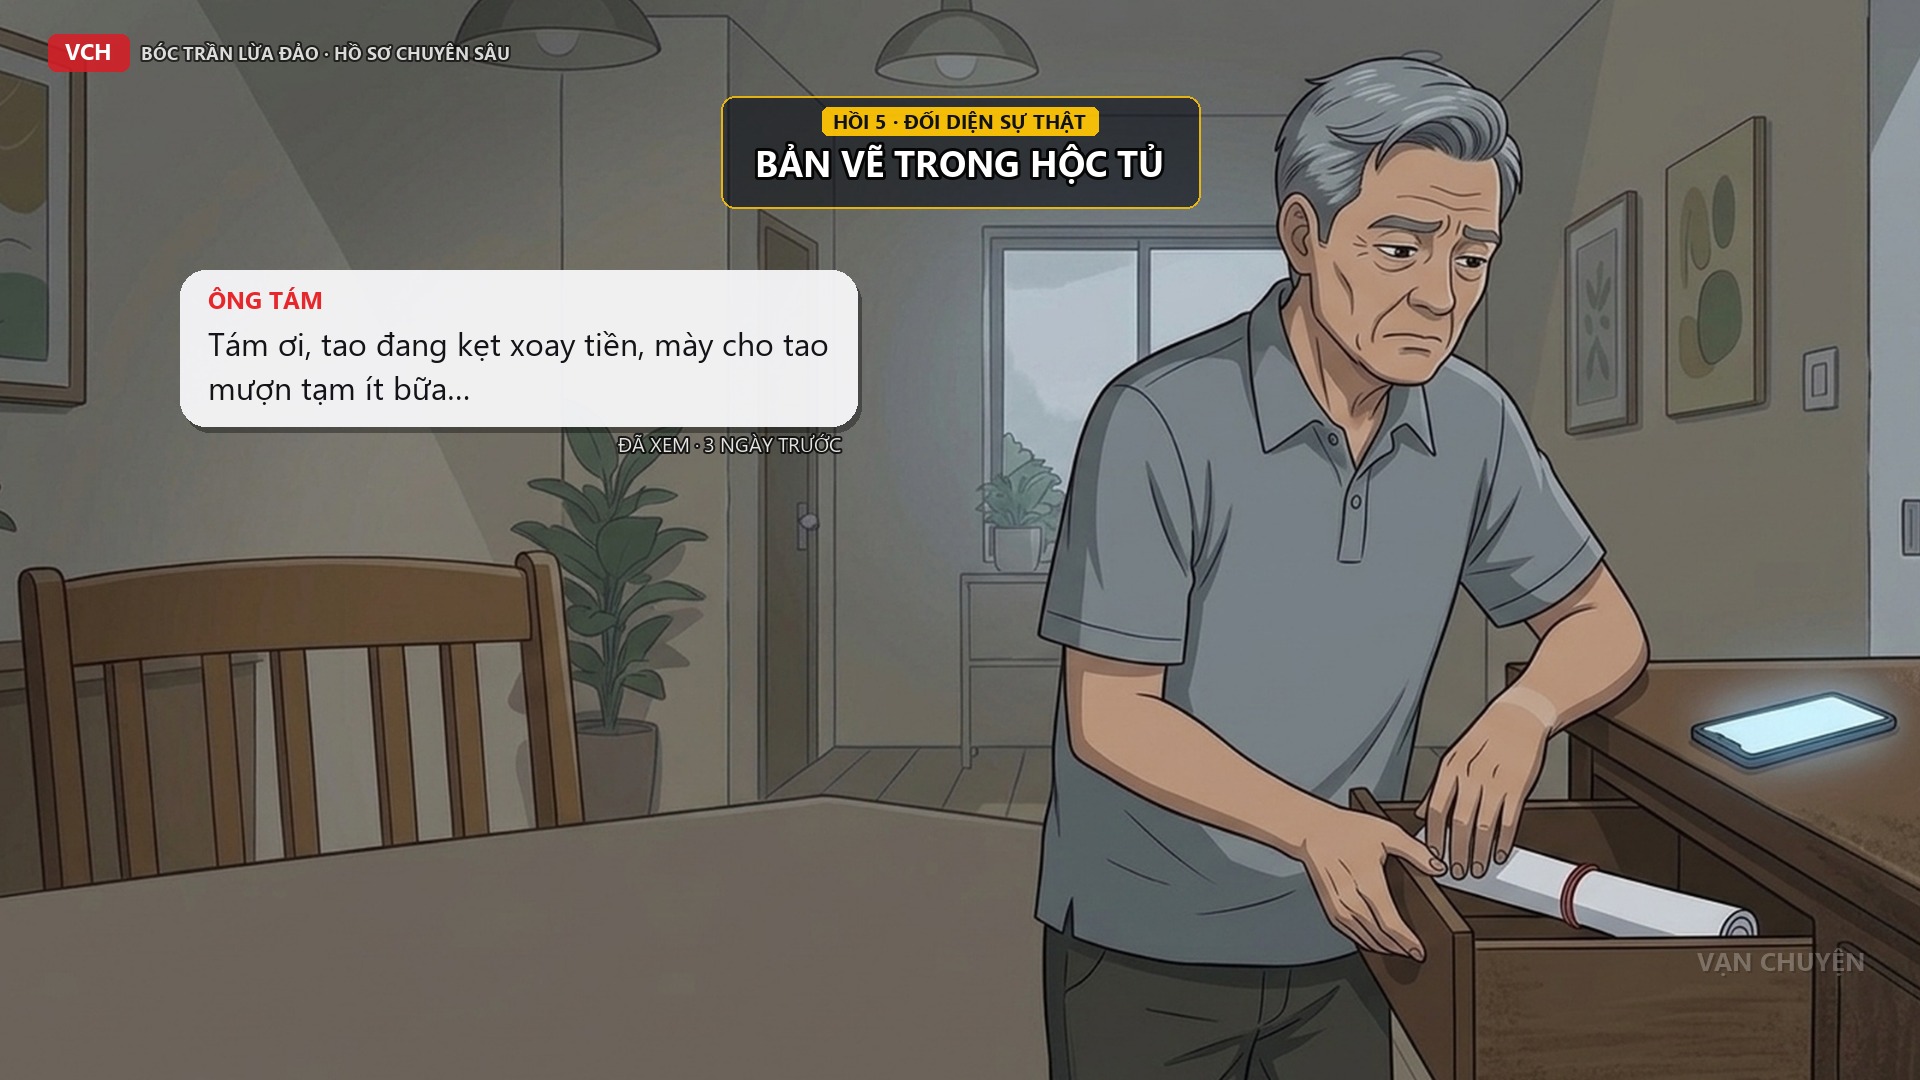 VCH
BÓC TRẦN LỪA ĐẢO · HỒ SƠ CHUYÊN SÂU
HỒI 5 · ĐỐI DIỆN SỰ THẬT
BẢN VẼ TRONG HỘC TỦ
ÔNG TÁM
Tám ơi, tao đang kẹt xoay tiền, mày cho tao
mượn tạm ít bữa...
ĐÃ XEM · 3 NGÀY TRƯỚC
VẠN CHUYỆN